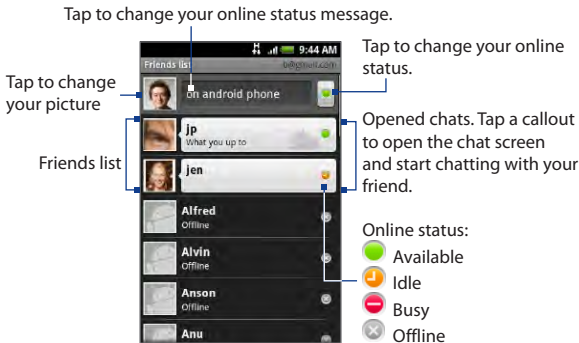 Tap to change your online status message.
9:44 AM
Friends list
Tap to change your online
status.
on android phone
Tap to change
your picture
jp
What you up to
Opened chats. Tap a callout
to open the chat screen
and start chatting with your
friend.
Friends list
jen
Alfred
Offline
Alvin
Offline
Anson
Offline
Anu
Online status:
Available
Idle
Busy
Offline